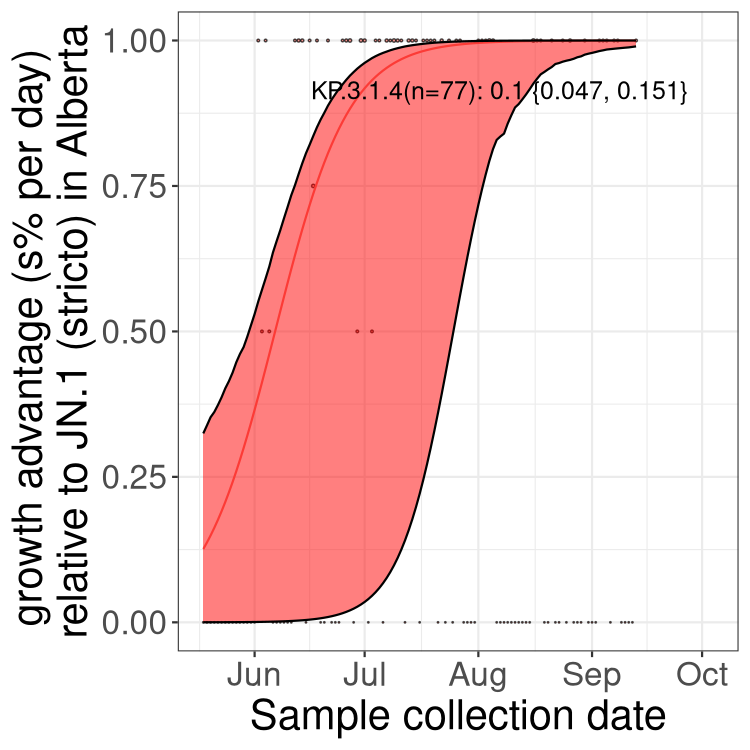 growth advantage (s% per day)
relative to JN.1 (stricto) in Alberta
1.00
0.75
0.50
0.25
0.00
KP.3.1.4(n=77): 0.1 {0.047, 0.151}
Jun Jul Aug Sep Oct
Sample collection date